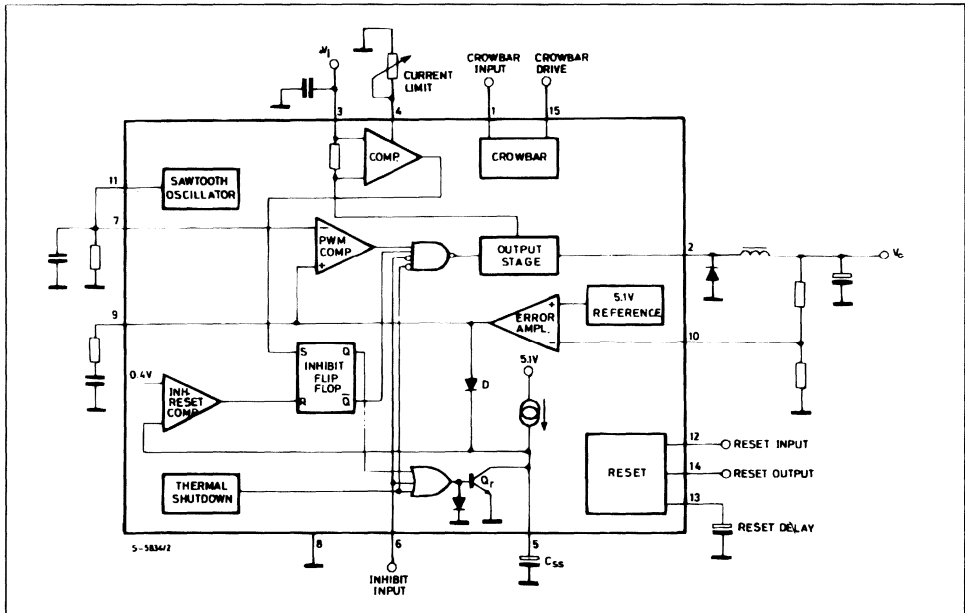 +Vi
CURRENT
LIMIT
CROWBAR
INPUT
CROWBAR
DRIVE
3
4
1
15
COMP.
CROWBAR
11
SAWTOOTH
OSCILLATOR
7
−
PWM
COMP
+
OUTPUT
STAGE
2
Vo
9
ERROR
AMPL.
+
−
5.1V
REFERENCE
10
S
Q
INHIBIT
FLIP
FLOP
R
Q̅
0.4V
INH.
RESET
COMP
D
5.1V
THERMAL
SHUTDOWN
Qr
RESET
12
RESET INPUT
14
RESET OUTPUT
13
RESET DELAY
S-5834/2
8
6
INHIBIT
INPUT
5
Css